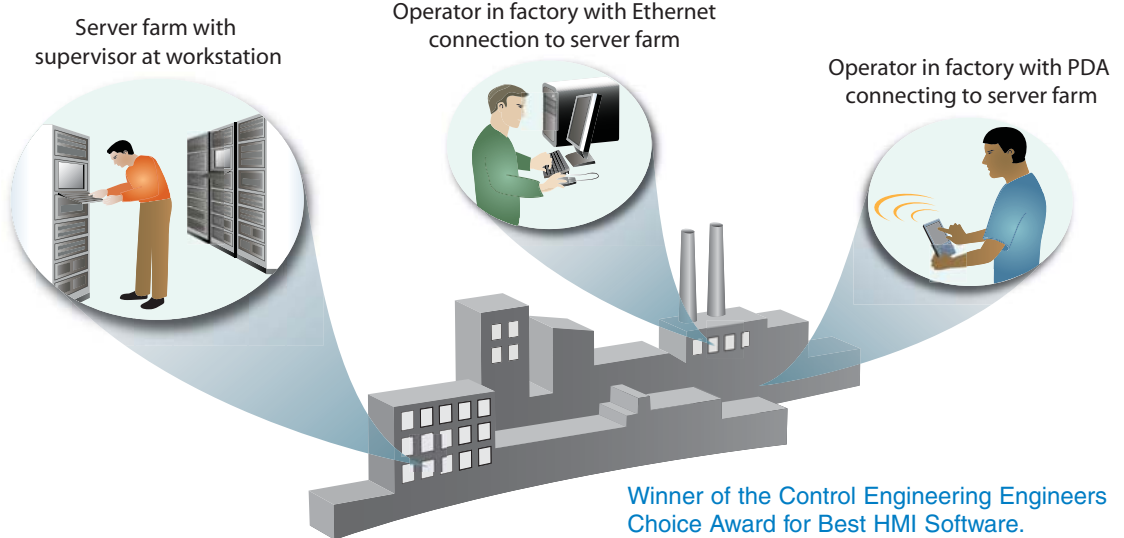 Server farm with
supervisor at workstation
Operator in factory with Ethernet
connection to server farm
Operator in factory with PDA
connecting to server farm
Winner of the Control Engineering Engineers
Choice Award for Best HMI Software.